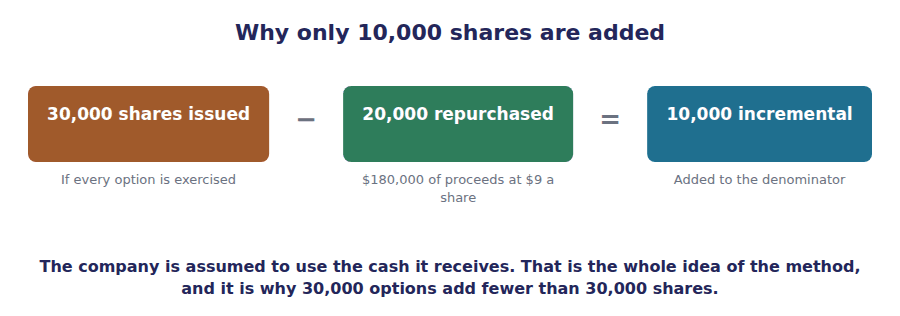 Why only 10,000 shares are added
30,000 shares issued
−
20,000 repurchased
=
10,000 incremental
If every option is exercised
$180,000 of proceeds at $9 a
share
Added to the denominator
The company is assumed to use the cash it receives. That is the whole idea of the method,
and it is why 30,000 options add fewer than 30,000 shares.